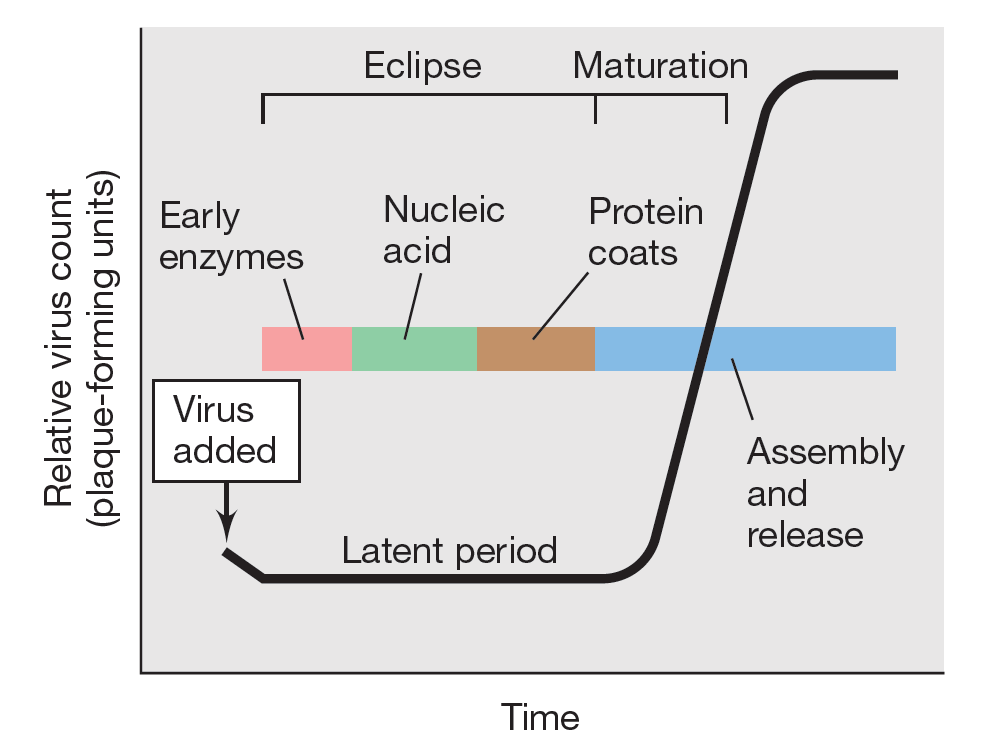 Eclipse
Maturation
Early
enzymes
Nucleic
acid
Protein
coats
Relative virus count
(plaque-forming units)
Virus
added
Assembly
and
release
Latent period
Time